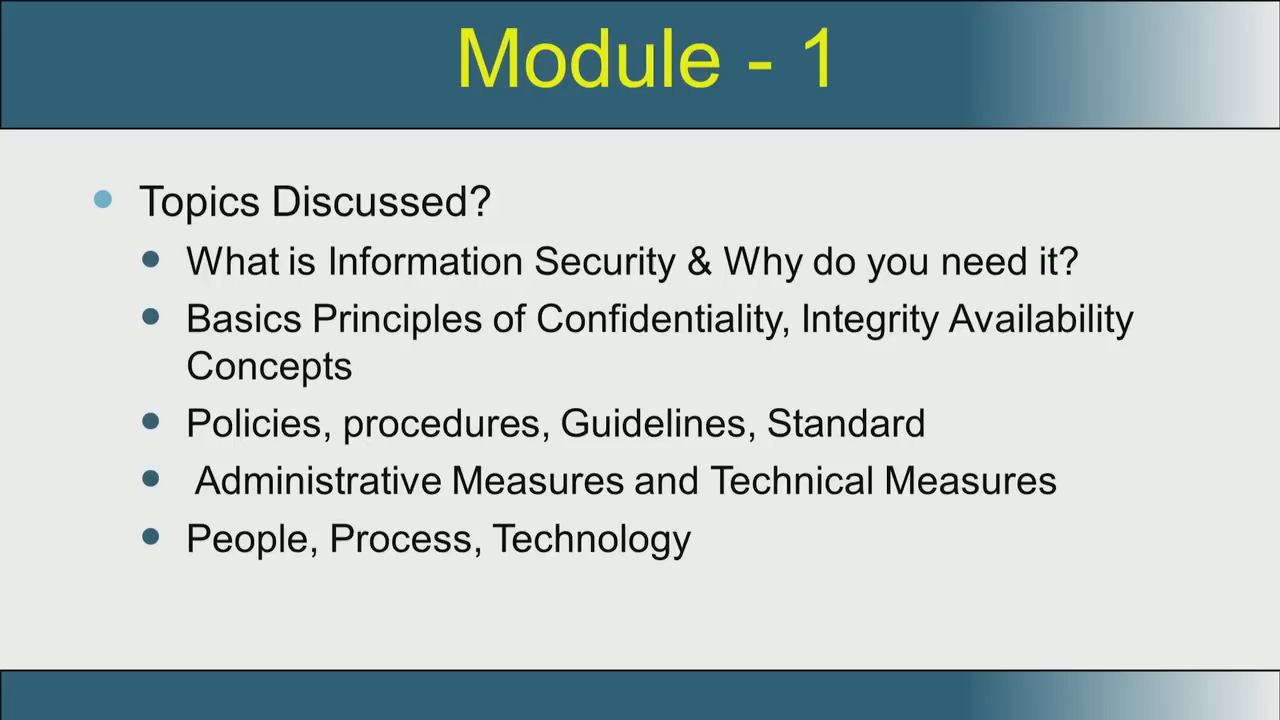 Module - 1
Topics Discussed?
What is Information Security & Why do you need it?
Basics Principles of Confidentiality, Integrity Availability
Concepts
Policies, procedures, Guidelines, Standard
Administrative Measures and Technical Measures
People, Process, Technology